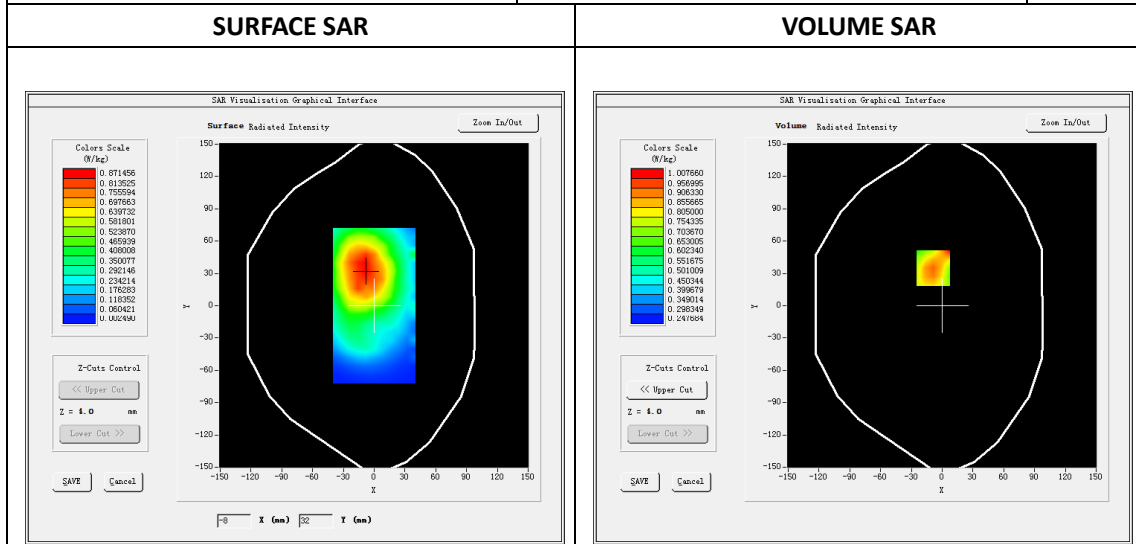 SURFACE SAR
VOLUME SAR
SAR Visualisation Graphical Interface
Surface Radiated Intensity
Zoom In/Out
Colors Scale
(W/kg)
0.871456
0.813525
0.755594
0.697663
0.639732
0.581801
0.523870
0.465939
0.408008
0.350077
0.292146
0.234214
0.176283
0.118352
0.060421
0.002490
150
120
90
60
30
0
-30
-60
-90
-120
-150
Y
-150 -120 -90 -60 -30 0 30 60 90 120 150
X
Z-Cuts Control
<< Upper Cut
Z = 4.0 mm
Lower Cut >>
SAVE Cancel
-8 X (mm) 32 Y (mm)
SAR Visualisation Graphical Interface
Volume Radiated Intensity
Zoom In/Out
Colors Scale
(W/kg)
1.007660
0.956995
0.906330
0.855665
0.805000
0.754335
0.703670
0.653005
0.602340
0.551675
0.501009
0.450344
0.399679
0.349014
0.298349
0.247684
150
120
90
60
30
0
-30
-60
-90
-120
-150
Y
-150 -120 -90 -60 -30 0 30 60 90 120 150
X
Z-Cuts Control
<< Upper Cut
Z = 4.0 mm
Lower Cut >>
SAVE Cancel